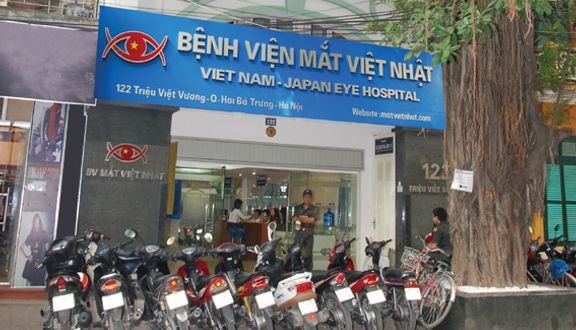 BỆNH VIỆN MẮT VIỆT NHẬT
VIET NAM - JAPAN EYE HOSPITAL
122 Triệu Việt Vương - Q - Hai Bà Trưng - Hà Nội
Website: matvietnhat.com
122
BV MẮT VIỆT NHẬT
TRIỆU VIỆT